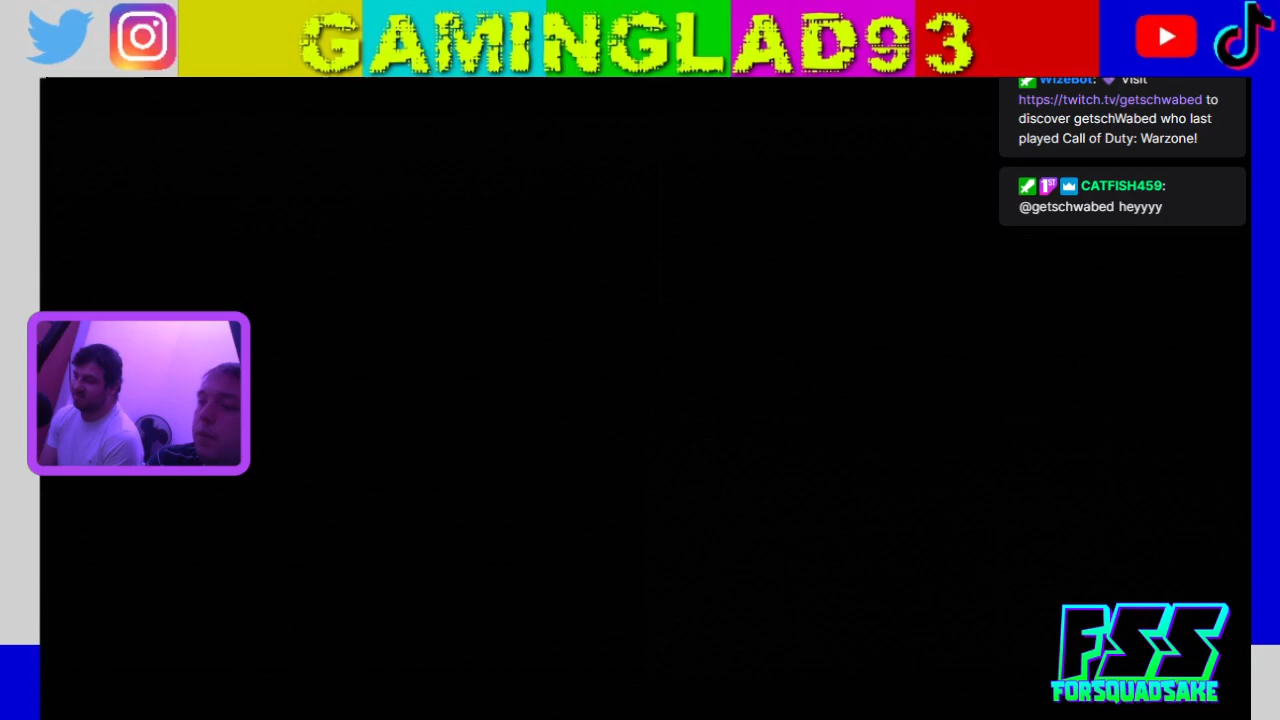 GAMINGLAD93
WizeBot: Visit
https://twitch.tv/getschwabed to
discover getschWabed who last
played Call of Duty: Warzone!
1ST CATFISH459:
@getschwabed heyyyy
FSS
FORSQUADSAKE